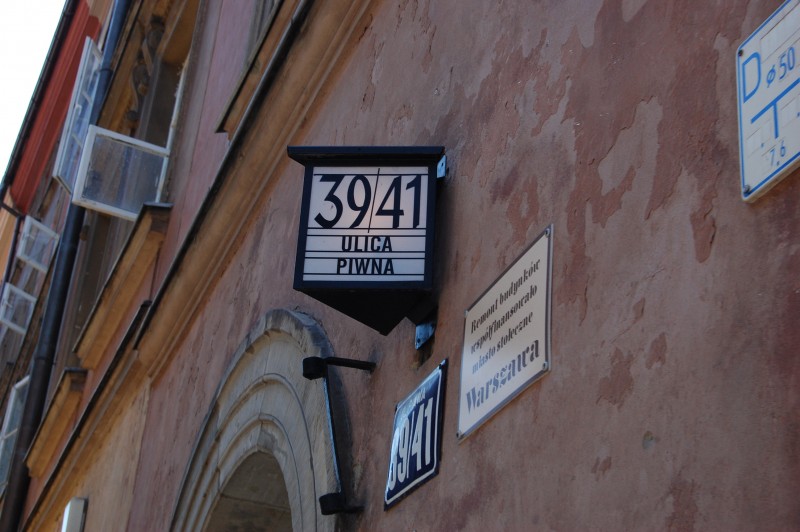 39/41
ULICA
PIWNA
D ø 50
7,6
Remont budynków
współfinansowało
miasto stołeczne
Warszawa
39/41